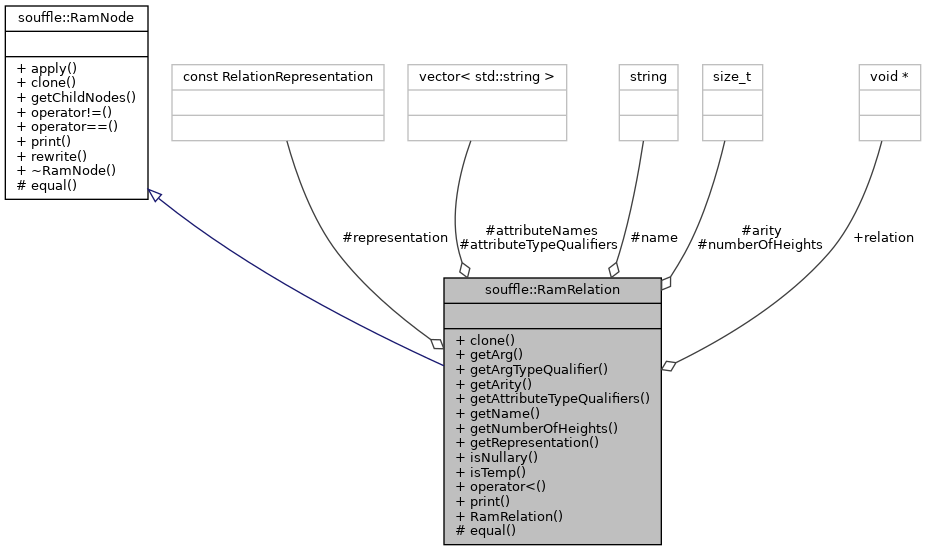 souffle::RamNode
+ apply()
+ clone()
+ getChildNodes()
+ operator!=()
+ operator==()
+ print()
+ rewrite()
+ ~RamNode()
# equal()
const RelationRepresentation
vector< std::string >
string
size_t
void *
#representation
#attributeNames
#attributeTypeQualifiers
#name
#arity
#numberOfHeights
+relation
souffle::RamRelation
+ clone()
+ getArg()
+ getArgTypeQualifier()
+ getArity()
+ getAttributeTypeQualifiers()
+ getName()
+ getNumberOfHeights()
+ getRepresentation()
+ isNullary()
+ isTemp()
+ operator<()
+ print()
+ RamRelation()
# equal()